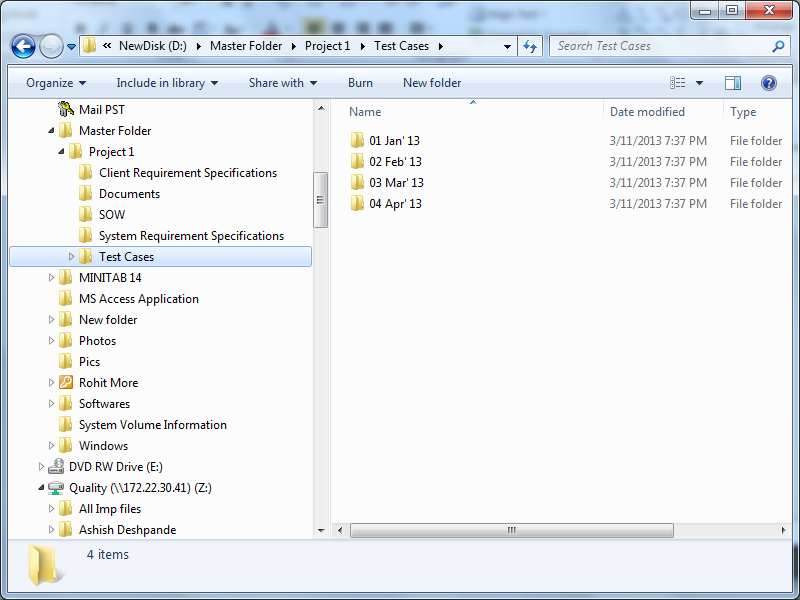 « NewDisk (D:) Master Folder Project 1 Test Cases
Search Test Cases
Organize Include in library Share with Burn New folder
Mail PST
Master Folder
Project 1
Client Requirement Specifications
Documents
SOW
System Requirement Specifications
Test Cases
MINITAB 14
MS Access Application
New folder
Photos
Pics
Rohit More
Softwares
System Volume Information
Windows
DVD RW Drive (E:)
Quality (\\172.22.30.41) (Z:)
All Imp files
Ashish Deshpande
Name Date modified Type
01 Jan' 13 3/11/2013 7:37 PM File folder
02 Feb' 13 3/11/2013 7:37 PM File folder
03 Mar' 13 3/11/2013 7:37 PM File folder
04 Apr' 13 3/11/2013 7:37 PM File folder
4 items